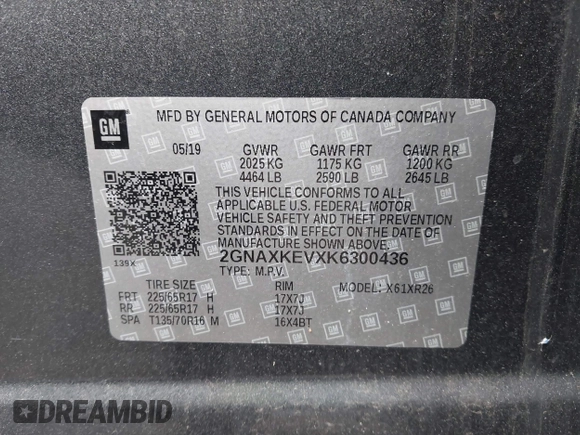 GM
MFD BY GENERAL MOTORS OF CANADA COMPANY
05/19 GVWR GAWR FRT GAWR RR
2025 KG 1175 KG 1200 KG
4464 LB 2590 LB 2645 LB
THIS VEHICLE CONFORMS TO ALL
APPLICABLE U.S. FEDERAL MOTOR
VEHICLE SAFETY AND THEFT PREVENTION
STANDARDS IN EFFECT ON THE DATE OF
MANUFACTURE SHOWN ABOVE.
139X
2GNAXKEVXK6300436
TYPE: M.P.V. MODEL: X61XR26
TIRE SIZE RIM
FRT 225/65R17 H 17X7J
RR 225/65R17 H 17X7J
SPA T135/70R16 M 16X4BT
DREAMBID